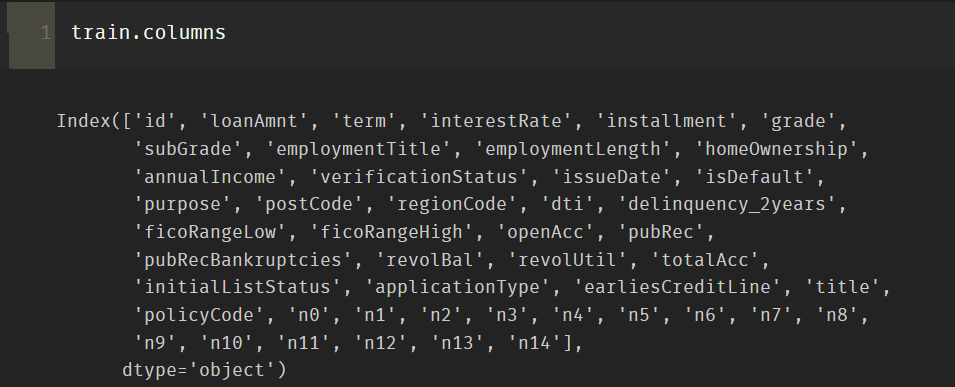 1 train.columns
Index(['id', 'loanAmnt', 'term', 'interestRate', 'installment', 'grade',
'subGrade', 'employmentTitle', 'employmentLength', 'homeOwnership',
'annualIncome', 'verificationStatus', 'issueDate', 'isDefault',
'purpose', 'postCode', 'regionCode', 'dti', 'delinquency_2years',
'ficoRangeLow', 'ficoRangeHigh', 'openAcc', 'pubRec',
'pubRecBankruptcies', 'revolBal', 'revolUtil', 'totalAcc',
'initialListStatus', 'applicationType', 'earliesCreditLine', 'title',
'policyCode', 'n0', 'n1', 'n2', 'n3', 'n4', 'n5', 'n6', 'n7', 'n8',
'n9', 'n10', 'n11', 'n12', 'n13', 'n14'],
dtype='object')